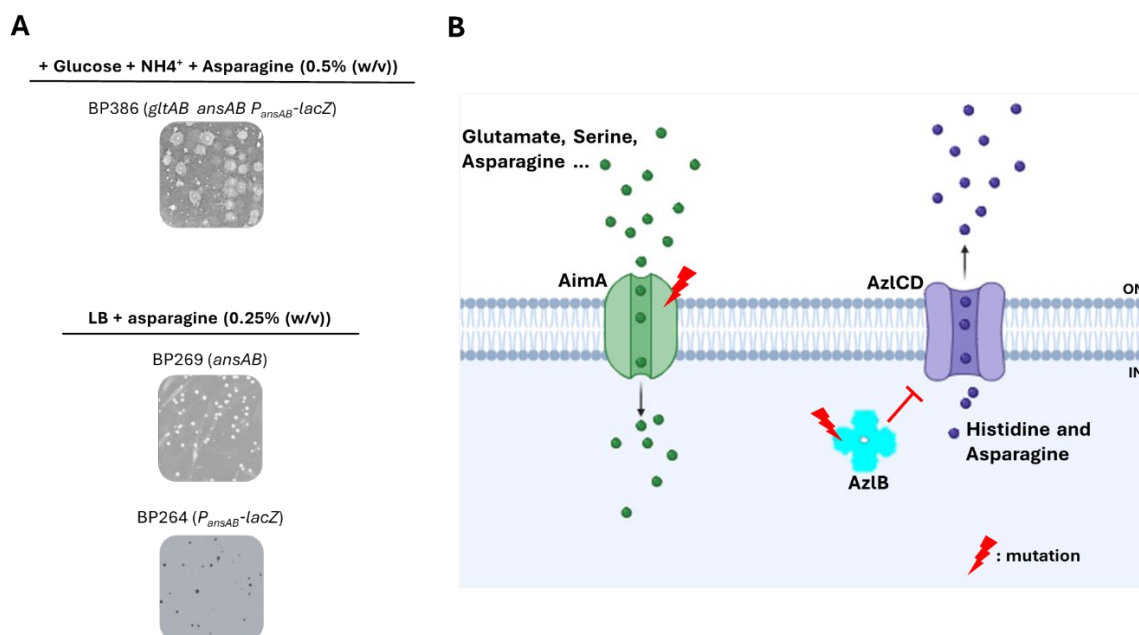 A
+ Glucose + NH4⁺ + Asparagine (0.5% (w/v))
BP386 (gltAB ansAB PansAB-lacZ)
LB + asparagine (0.25% (w/v))
BP269 (ansAB)
BP264 (PansAB-lacZ)
B
Glutamate, Serine,
Asparagine ...
AimA
AzlCD
IN
Histidine and
Asparagine
AzlB
: mutation